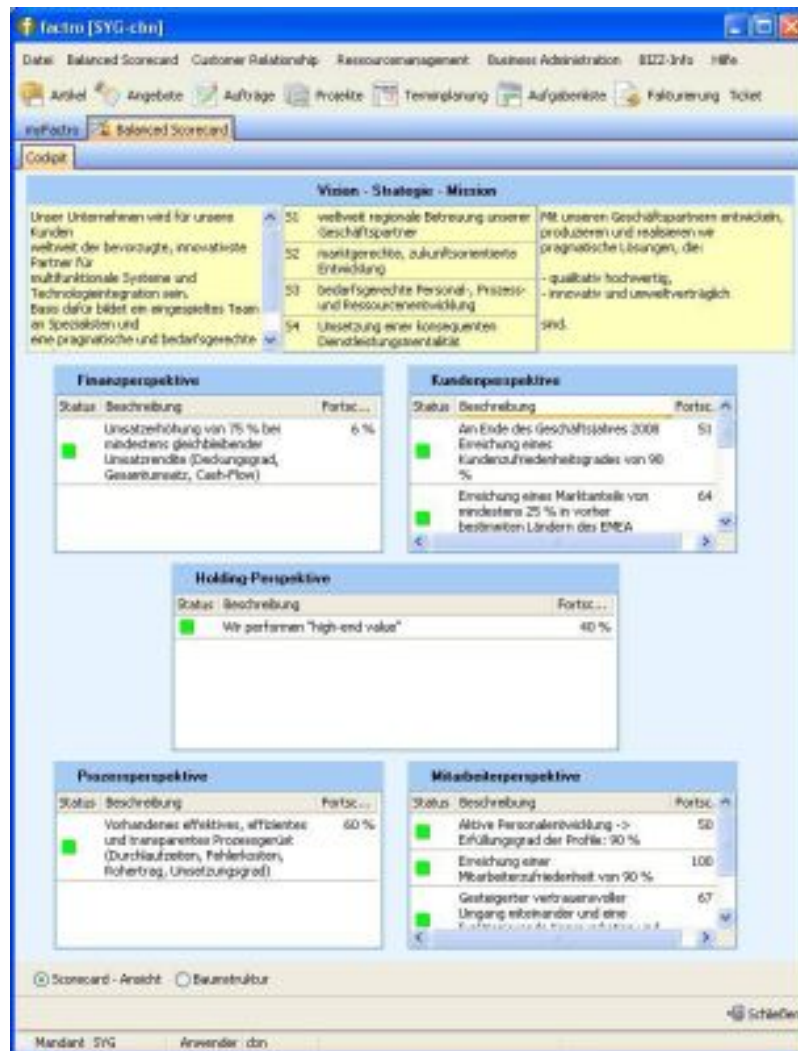 factro [SYG-cbn]
Datei Balanced Scorecard Customer Relationship Ressourcenmanagement Business Administration BIZZ-Info Hilfe
Artikel Angebote Aufträge Projekte Terminplanung Aufgabenliste Fakturierung Ticket
myFactro Balanced Scorecard
Cockpit
Vision - Strategie - Mission
Unser Unternehmen wird für unsere
Kunden
weltweit der bevorzugte, innovativste
Partner für
multifunktionale Systeme und
Technologieintegration sein.
Basis dafür bildet ein eingespieltes Team
an Spezialisten und
eine pragmatische und bedarfsgerechte
S1 weltweit regionale Betreuung unserer
Geschäftspartner
S2 marktgerechte, zukunftsorientierte
Entwicklung
S3 bedarfsgerechte Personal-, Prozess-
und Ressourcenentwicklung
S4 Umsetzung einer konsequenten
Dienstleistungsmentalität
Mit unseren Geschäftspartnern entwickeln,
produzieren und realisieren wir
pragmatische Lösungen, die:
- qualitativ hochwertig,
- innovativ und umweltverträglich
sind.
Finanzperspektive
Status Beschreibung Fortsc...
Umsatzerhöhung von 75 % bei 6 %
mindestens gleichbleibender
Umsatzrendite (Deckungsgrad,
Gesamtumsatz, Cash-Flow)
Kundenperspektive
Status Beschreibung Fortsc.
Am Ende des Geschäftsjahres 2008 51
Erreichung eines
Kundenzufriedenheitsgrades von 98
%
Erreichung eines Marktanteils von 64
mindestens 25 % in vorher
bestimmten Ländern des EMEA
Holding-Perspektive
Status Beschreibung Fortsc...
Wir performen "high-end value" 40 %
Prozessperspektive
Status Beschreibung Fortsc...
Vorhandenes effektives, effizientes 60 %
und transparentes Prozessgerüst
(Durchlaufzeiten, Fehlerkosten,
Rohertrag, Umsetzungsgrad)
Mitarbeiterperspektive
Status Beschreibung Fortsc.
Aktive Personalentwicklung -> 50
Erfüllungsgrad der Profile: 90 %
Erreichung einer 100
Mitarbeiterzufriedenheit von 90 %
Gesteigerter vertrauensvoller 67
Umgang miteinander und eine
Scorecard - Ansicht Baumstruktur
Schließen
Mandant SYG Anwender cbn